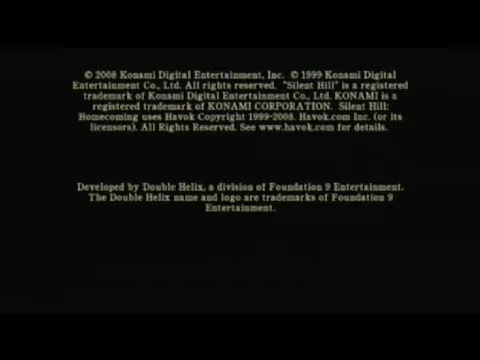 © 2008 Konami Digital Entertainment, Inc. © 1999 Konami Digital
Entertainment Co., Ltd. All rights reserved. "Silent Hill" is a registered
trademark of Konami Digital Entertainment Co., Ltd. KONAMI is a
registered trademark of KONAMI CORPORATION. Silent Hill:
Homecoming uses Havok Copyright 1999-2008. Havok.com Inc. (or its
licensors). All Rights Reserved. See www.havok.com for details.
Developed by Double Helix, a division of Foundation 9 Entertainment.
The Double Helix name and logo are trademarks of Foundation 9
Entertainment.